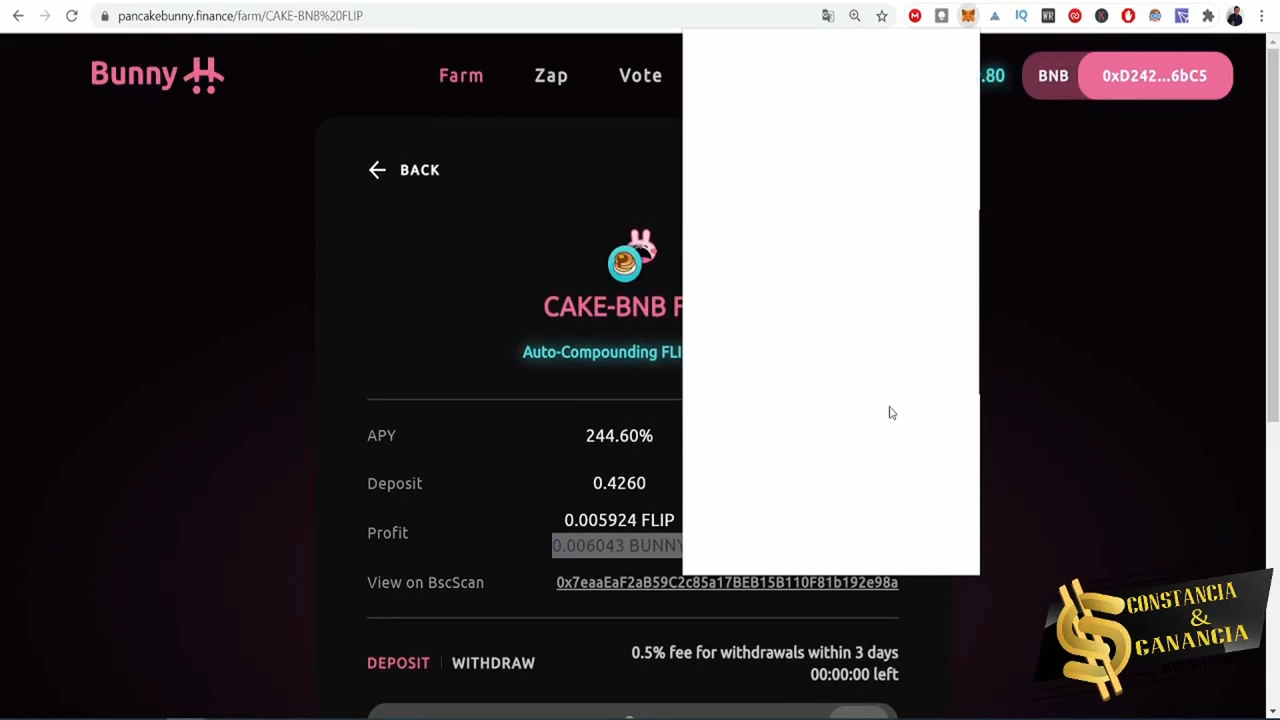 pancakebunny.finance/farm/CAKE-BNB%20FLIP
IQ
WR
Bunny
Farm
Zap
Vote
.80
BNB
0xD242...6bC5
BACK
CAKE-BNB F
Auto-Compounding FLI
APY
244.60%
Deposit
0.4260
Profit
0.005924 FLIP
0.006043 BUNNY
View on BscScan
0x7eaaEaF2aB59C2c85a17BEB15B110F81b192e98a
DEPOSIT
WITHDRAW
0.5% fee for withdrawals within 3 days
00:00:00 left
CONSTANCIA
&
GANANCIA